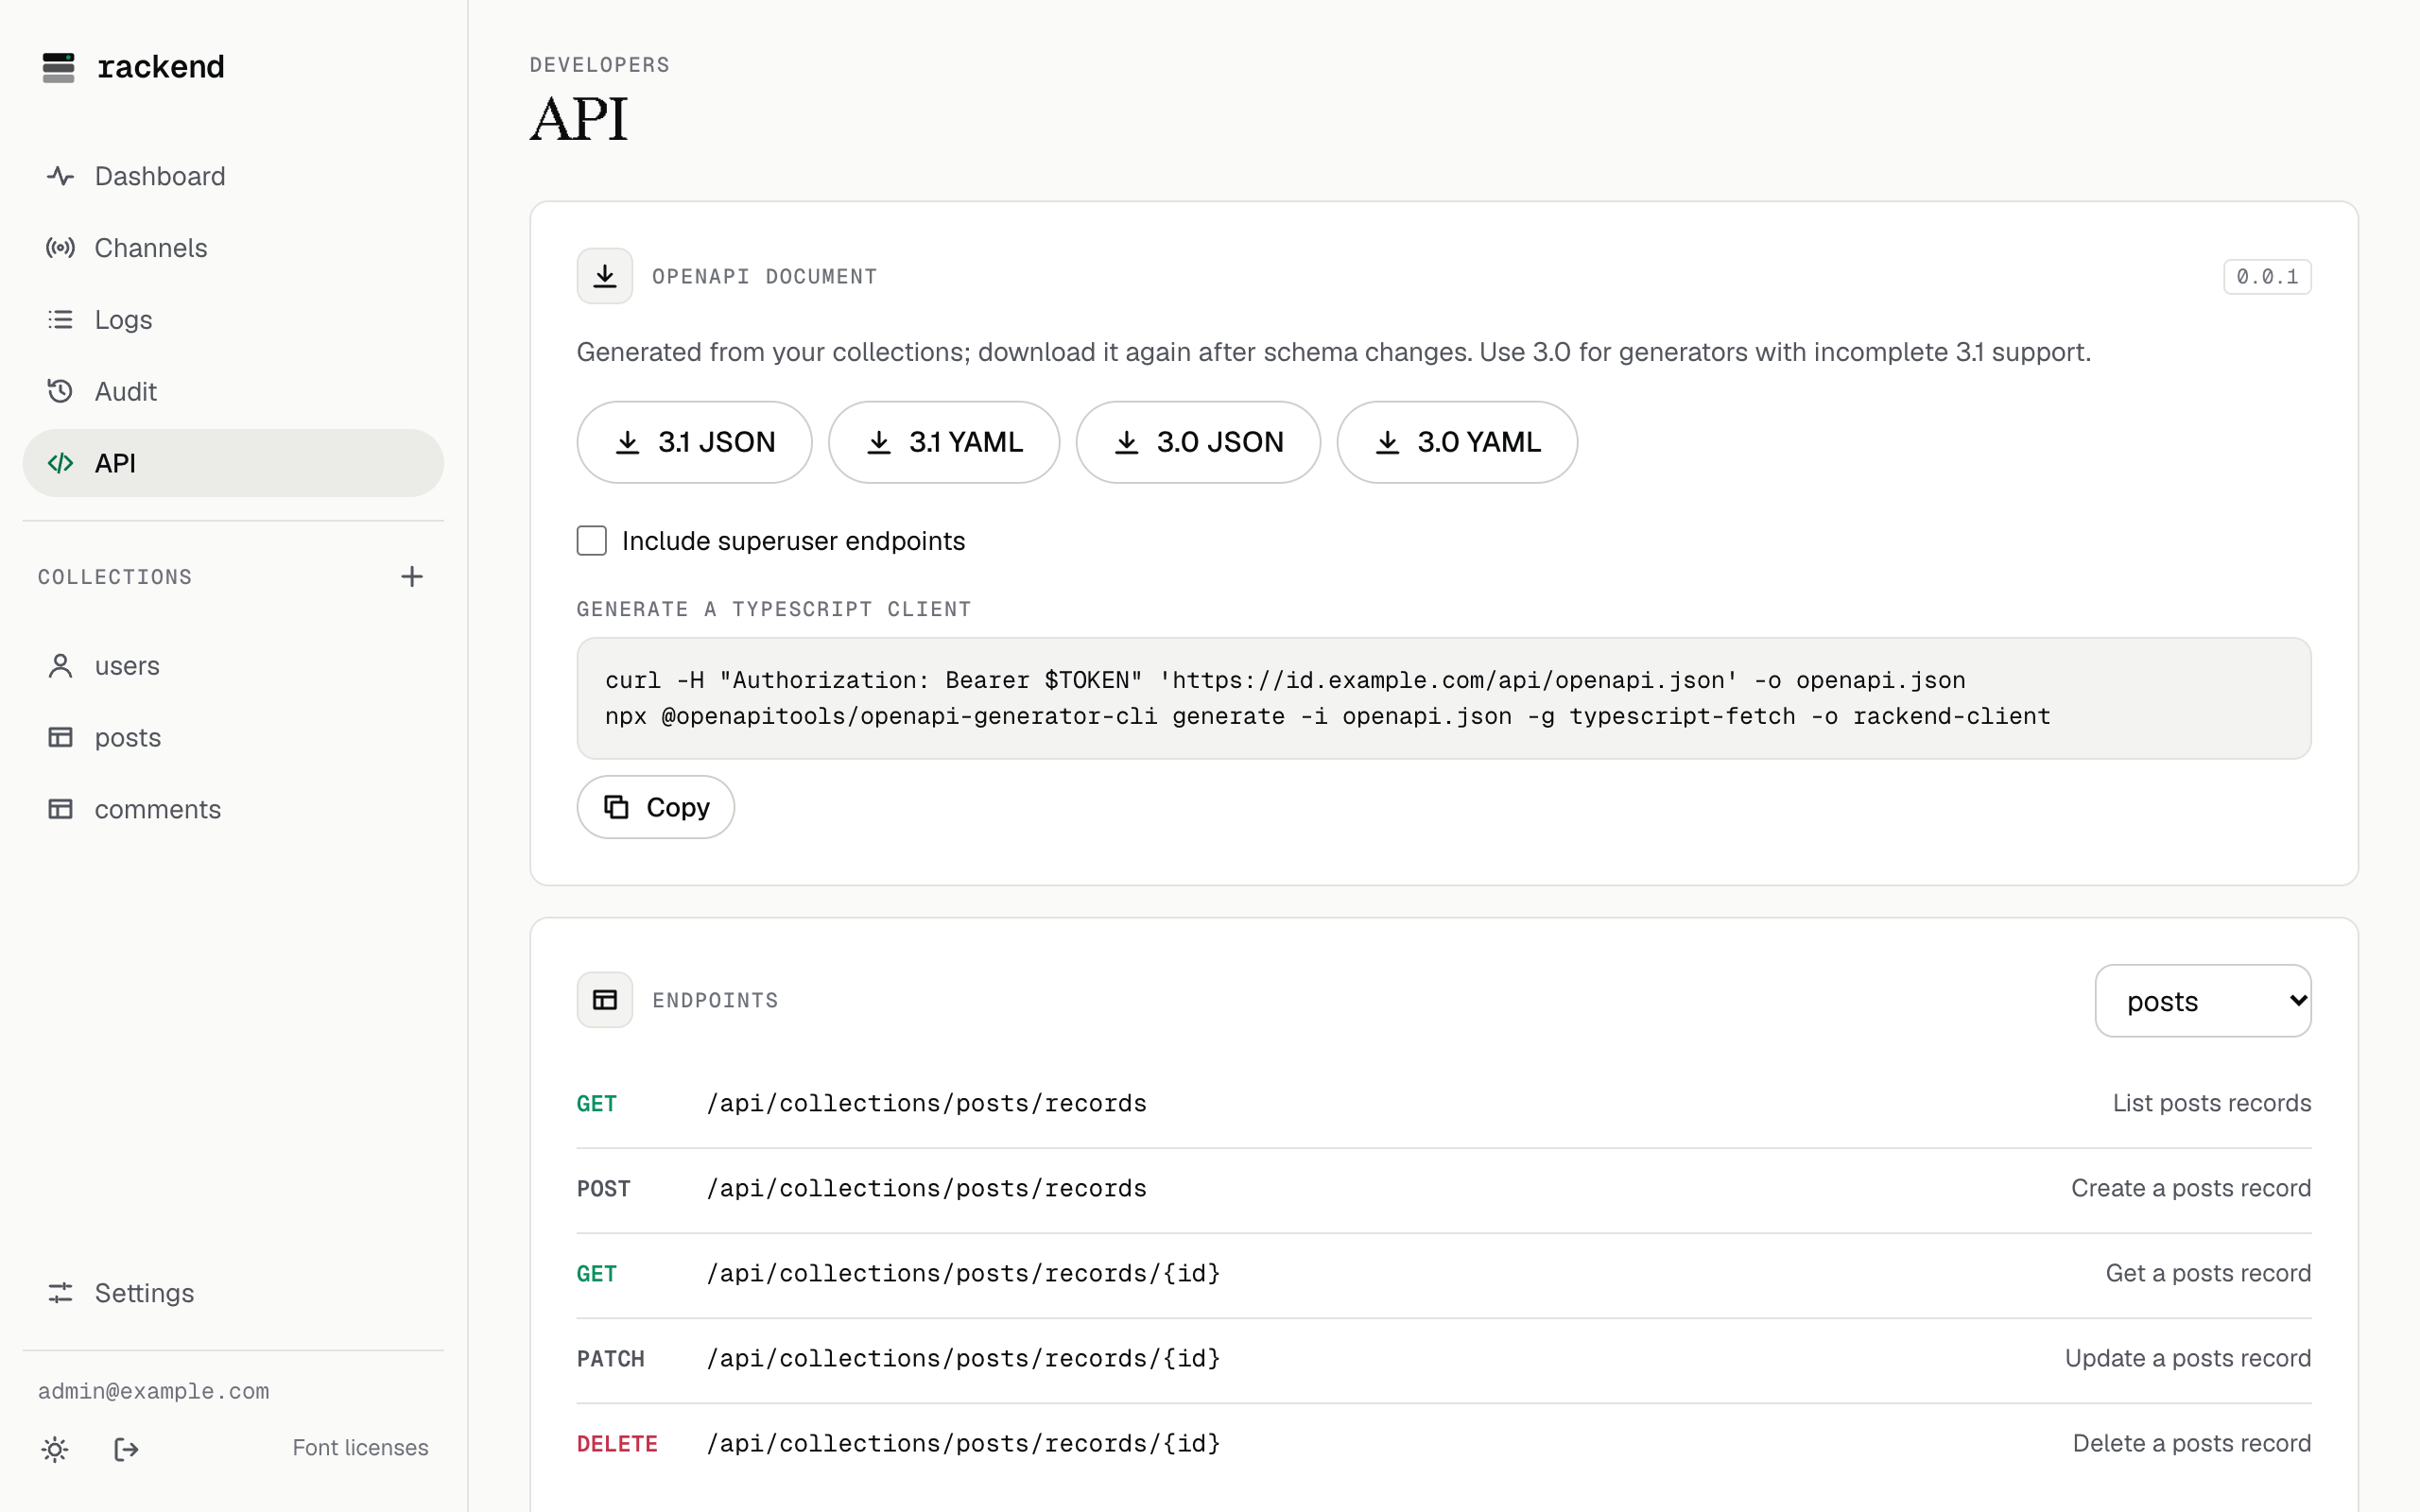 rackend
Dashboard
Channels
Logs
Audit
API
COLLECTIONS
users
posts
comments
Settings
admin@example.com
Font licenses
DEVELOPERS
API
OPENAPI DOCUMENT
0.0.1
Generated from your collections; download it again after schema changes. Use 3.0 for generators with incomplete 3.1 support.
3.1 JSON
3.1 YAML
3.0 JSON
3.0 YAML
Include superuser endpoints
GENERATE A TYPESCRIPT CLIENT
curl -H "Authorization: Bearer $TOKEN" 'https://id.example.com/api/openapi.json' -o openapi.json
npx @openapitools/openapi-generator-cli generate -i openapi.json -g typescript-fetch -o rackend-client
Copy
ENDPOINTS
posts
GET /api/collections/posts/records List posts records
POST /api/collections/posts/records Create a posts record
GET /api/collections/posts/records/{id} Get a posts record
PATCH /api/collections/posts/records/{id} Update a posts record
DELETE /api/collections/posts/records/{id} Delete a posts record